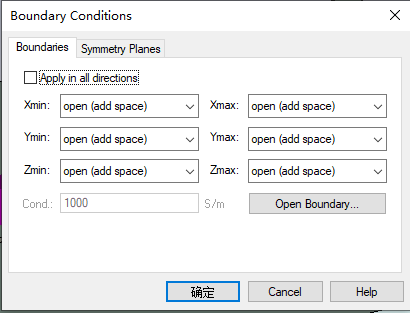 Boundary Conditions
Boundaries Symmetry Planes
Apply in all directions
Xmin: open (add space) Xmax: open (add space)
Ymin: open (add space) Ymax: open (add space)
Zmin: open (add space) Zmax: open (add space)
Cond.: 1000 S/m Open Boundary...
确定 Cancel Help